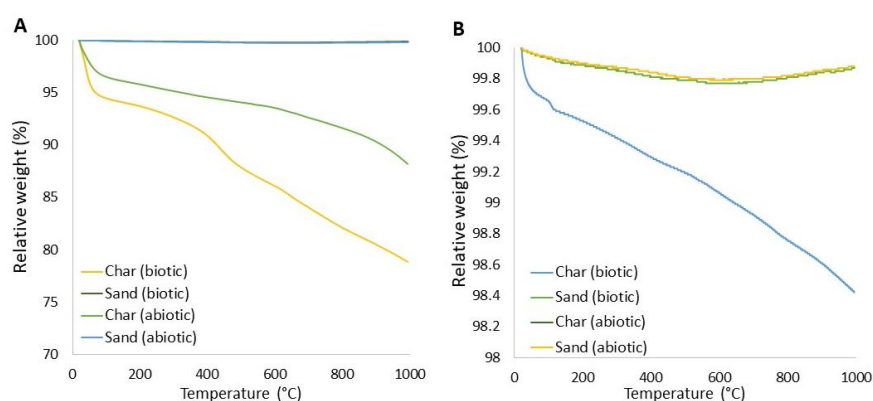 A
Relative weight (%)
100
95
90
85
80
75
70
Char (biotic)
Sand (biotic)
Char (abiotic)
Sand (abiotic)
0 200 400 600 800 1000
Temperature (°C)
B
Relative weight (%)
100
99.8
99.6
99.4
99.2
99
98.8
98.6
98.4
98.2
98
Char (biotic)
Sand (biotic)
Char (abiotic)
Sand (abiotic)
0 200 400 600 800 1000
Temperature (°C)